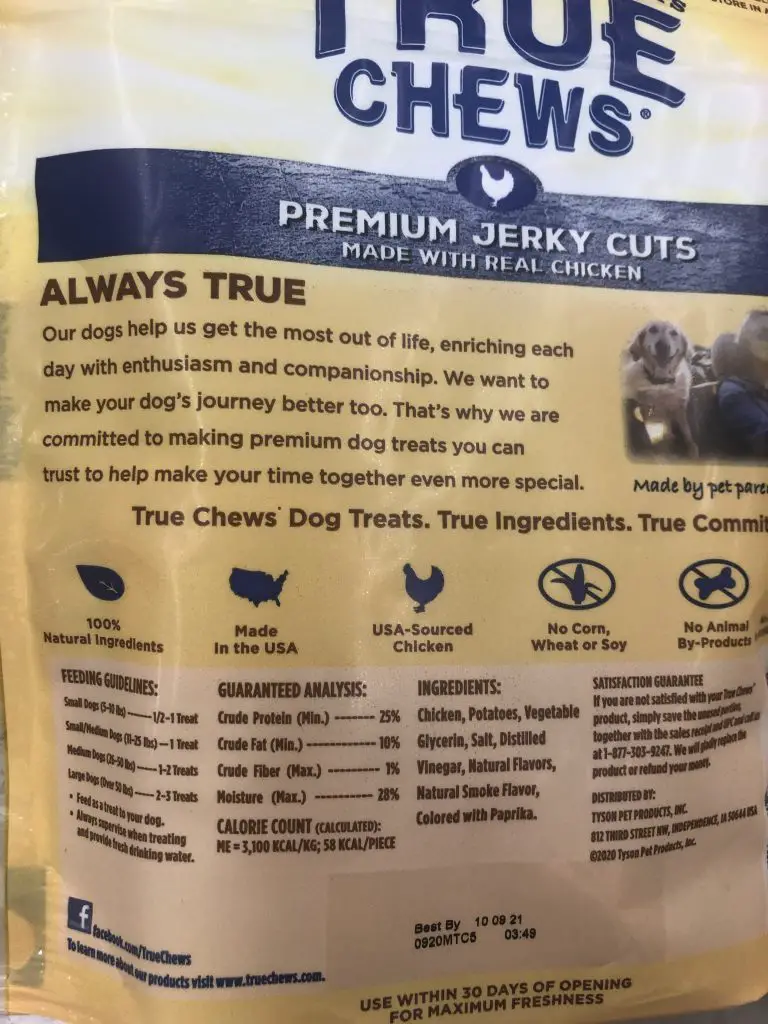 STORE IN
TRUE
CHEWS®
PREMIUM JERKY CUTS
MADE WITH REAL CHICKEN
ALWAYS TRUE
Our dogs help us get the most out of life, enriching each
day with enthusiasm and companionship. We want to
make your dog's journey better too. That's why we are
committed to making premium dog treats you can
trust to help make your time together even more special.
Made by pet
True Chews® Dog Treats. True Ingredients. True
100%
Natural Ingredients
Made
In the USA
USA-Sourced
Chicken
No Corn,
Wheat or Soy
No Animal
By-Products
FEEDING GUIDELINES:
Small Dogs (5-10 lbs) 1/2-1 Treat
Small/Medium Dogs (11-25 lbs) 1 Treat
Medium Dogs (26-50 lbs) 1-2 Treats
Large Dogs (Over 50 lbs) 2-3 Treats
• Feed as a treat to your dog.
• Always supervise when treating
and provide fresh drinking water.
GUARANTEED ANALYSIS:
Crude Protein (Min.) -------- 25%
Crude Fat (Min.) ------------- 10%
Crude Fiber (Max.) ---------- 1%
Moisture (Max.) ------------ 28%
CALORIE COUNT (CALCULATED):
ME = 3,100 KCAL/KG; 58 KCAL/PIECE
INGREDIENTS:
Chicken, Potatoes, Vegetable
Glycerin, Salt, Distilled
Vinegar, Natural Flavors,
Natural Smoke Flavor,
Colored with Paprika.
SATISFACTION GUARANTEE
If you are not satisfied with your True Chews®
product, simply save the unused portion,
together with the sales receipt and UPC and call us
at 1-877-303-9247. We will gladly replace the
product or refund your money.
DISTRIBUTED BY:
TYSON PET PRODUCTS, INC.
812 THIRD STREET NW, INDEPENDENCE, IA 50644 USA
©2020 Tyson Pet Products, Inc.
f
facebook.com/TrueChews
To learn more about our products visit www.truechews.com.
Best By 10 09 21
0920MTC5 03:49
USE WITHIN 30 DAYS OF OPENING
FOR MAXIMUM FRESHNESS